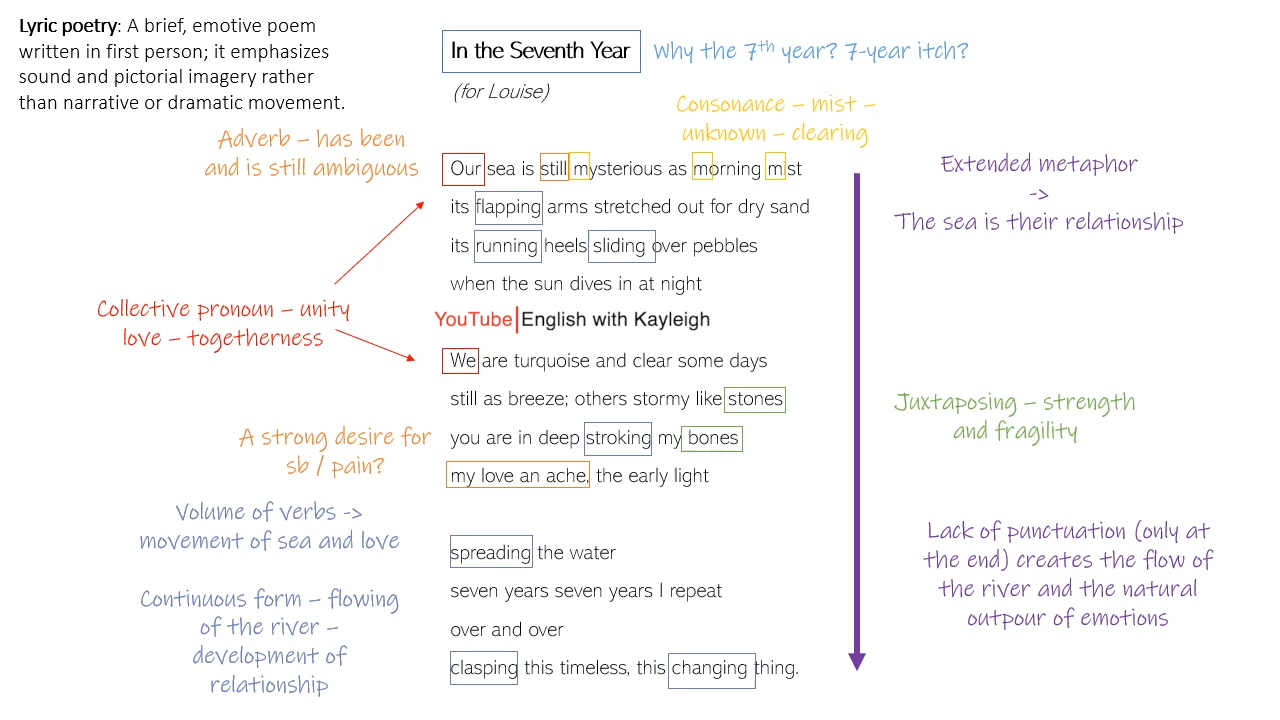 Lyric poetry: A brief, emotive poem
written in first person; it emphasizes
sound and pictorial imagery rather
than narrative or dramatic movement.
In the Seventh Year
Why the 7th year? 7-year itch?
(for Louise)
Consonance – mist –
unknown – clearing
Adverb – has been
and is still ambiguous
Our sea is still mysterious as morning mist
its flapping arms stretched out for dry sand
its running heels sliding over pebbles
when the sun dives in at night
Extended metaphor
->
The sea is their relationship
Collective pronoun – unity
love – togetherness
YouTube|English with Kayleigh
We are turquoise and clear some days
still as breeze; others stormy like stones
you are in deep stroking my bones
my love an ache, the early light
Juxtaposing – strength
and fragility
A strong desire for
sb / pain?
Volume of verbs ->
movement of sea and love
spreading the water
seven years seven years I repeat
over and over
clasping this timeless, this changing thing.
Lack of punctuation (only at
the end) creates the flow of
the river and the natural
outpour of emotions
Continuous form – flowing
of the river –
development of
relationship